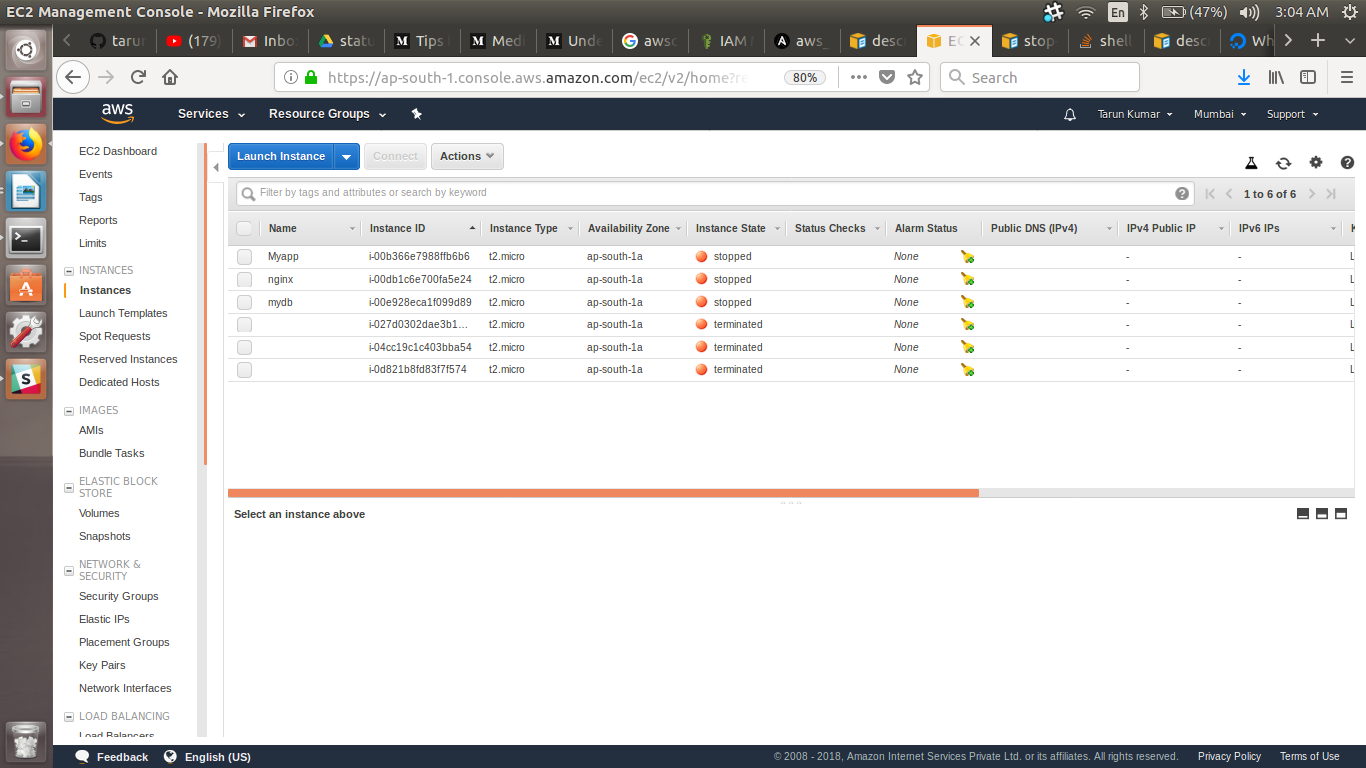 EC2 Management Console - Mozilla Firefox
En (47%) 3:04 AM
tarun (179) Inbo statu Tips Medi Unde awsc IAM aws_ descr EC stop shell descr Wh
https://ap-south-1.console.aws.amazon.com/ec2/v2/home?re 80% Search
aws Services Resource Groups Tarun Kumar Mumbai Support
EC2 Dashboard
Events
Tags
Reports
Limits
INSTANCES
Instances
Launch Templates
Spot Requests
Reserved Instances
Dedicated Hosts
IMAGES
AMIs
Bundle Tasks
ELASTIC BLOCK
STORE
Volumes
Snapshots
NETWORK &
SECURITY
Security Groups
Elastic IPs
Placement Groups
Key Pairs
Network Interfaces
LOAD BALANCING
Load Balancers
Launch Instance Connect Actions
Filter by tags and attributes or search by keyword 1 to 6 of 6
Name Instance ID Instance Type Availability Zone Instance State Status Checks Alarm Status Public DNS (IPv4) IPv4 Public IP IPv6 IPs K
Myapp i-00b366e7988ffb6b6 t2.micro ap-south-1a stopped None - - L
nginx i-00db1c6e700fa5e24 t2.micro ap-south-1a stopped None - - L
mydb i-00e928eca1f099d89 t2.micro ap-south-1a stopped None - - L
i-027d0302dae3b1... t2.micro ap-south-1a terminated None - - L
i-04cc19c1c403bba54 t2.micro ap-south-1a terminated None - - L
i-0d821b8fd83f7f574 t2.micro ap-south-1a terminated None - - L
Select an instance above
Feedback English (US) © 2008 - 2018, Amazon Internet Services Private Ltd. or its affiliates. All rights reserved. Privacy Policy Terms of Use